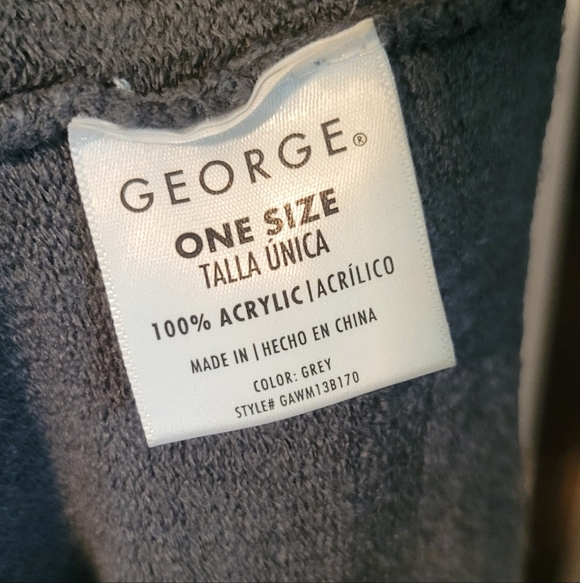 GEORGE®
ONE SIZE
TALLA ÚNICA
100% ACRYLIC|ACRÍLICO
MADE IN|HECHO EN CHINA
COLOR: GREY
STYLE# GAWM13B170